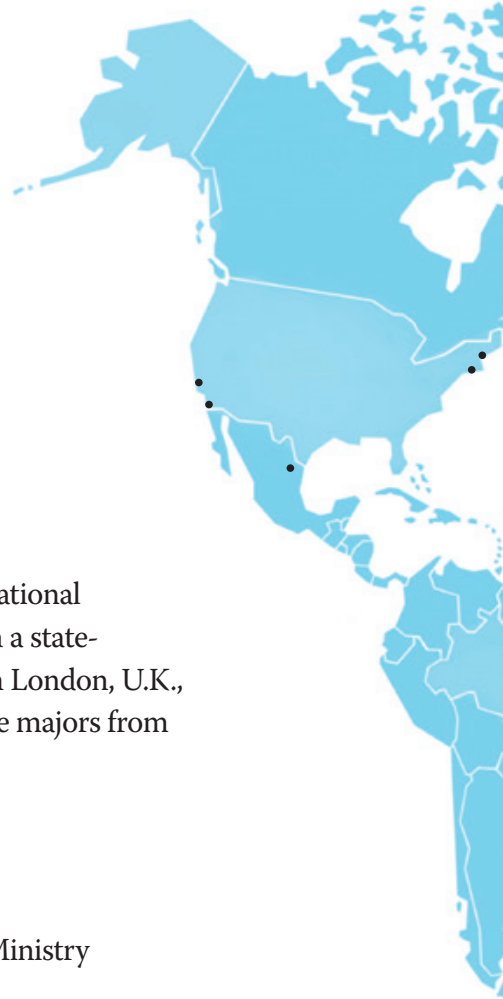 ational
a state-
London, U.K.,
majors from
Ministry